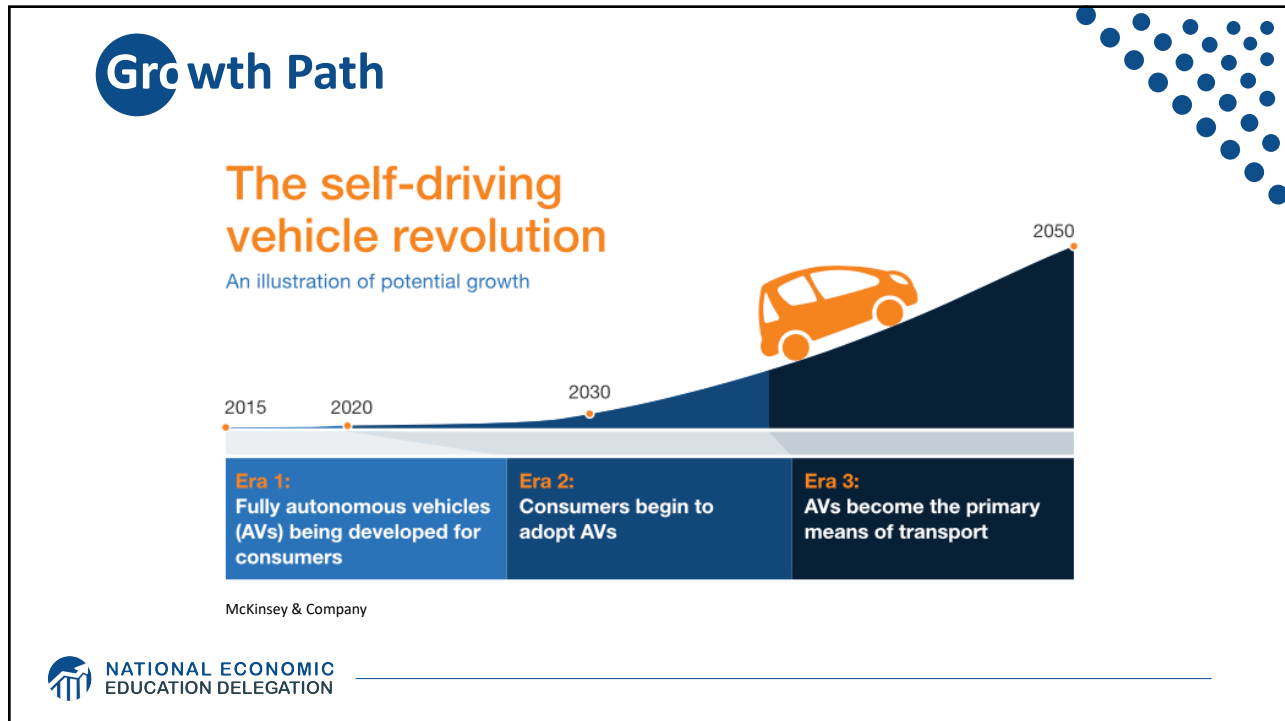 Growth Path
The self-driving
vehicle revolution
An illustration of potential growth
2015
2020
2030
2050
Era 1:
Fully autonomous vehicles
(AVs) being developed for
consumers
Era 2:
Consumers begin to
adopt AVs
Era 3:
AVs become the primary
means of transport
McKinsey & Company
NATIONAL ECONOMIC
EDUCATION DELEGATION